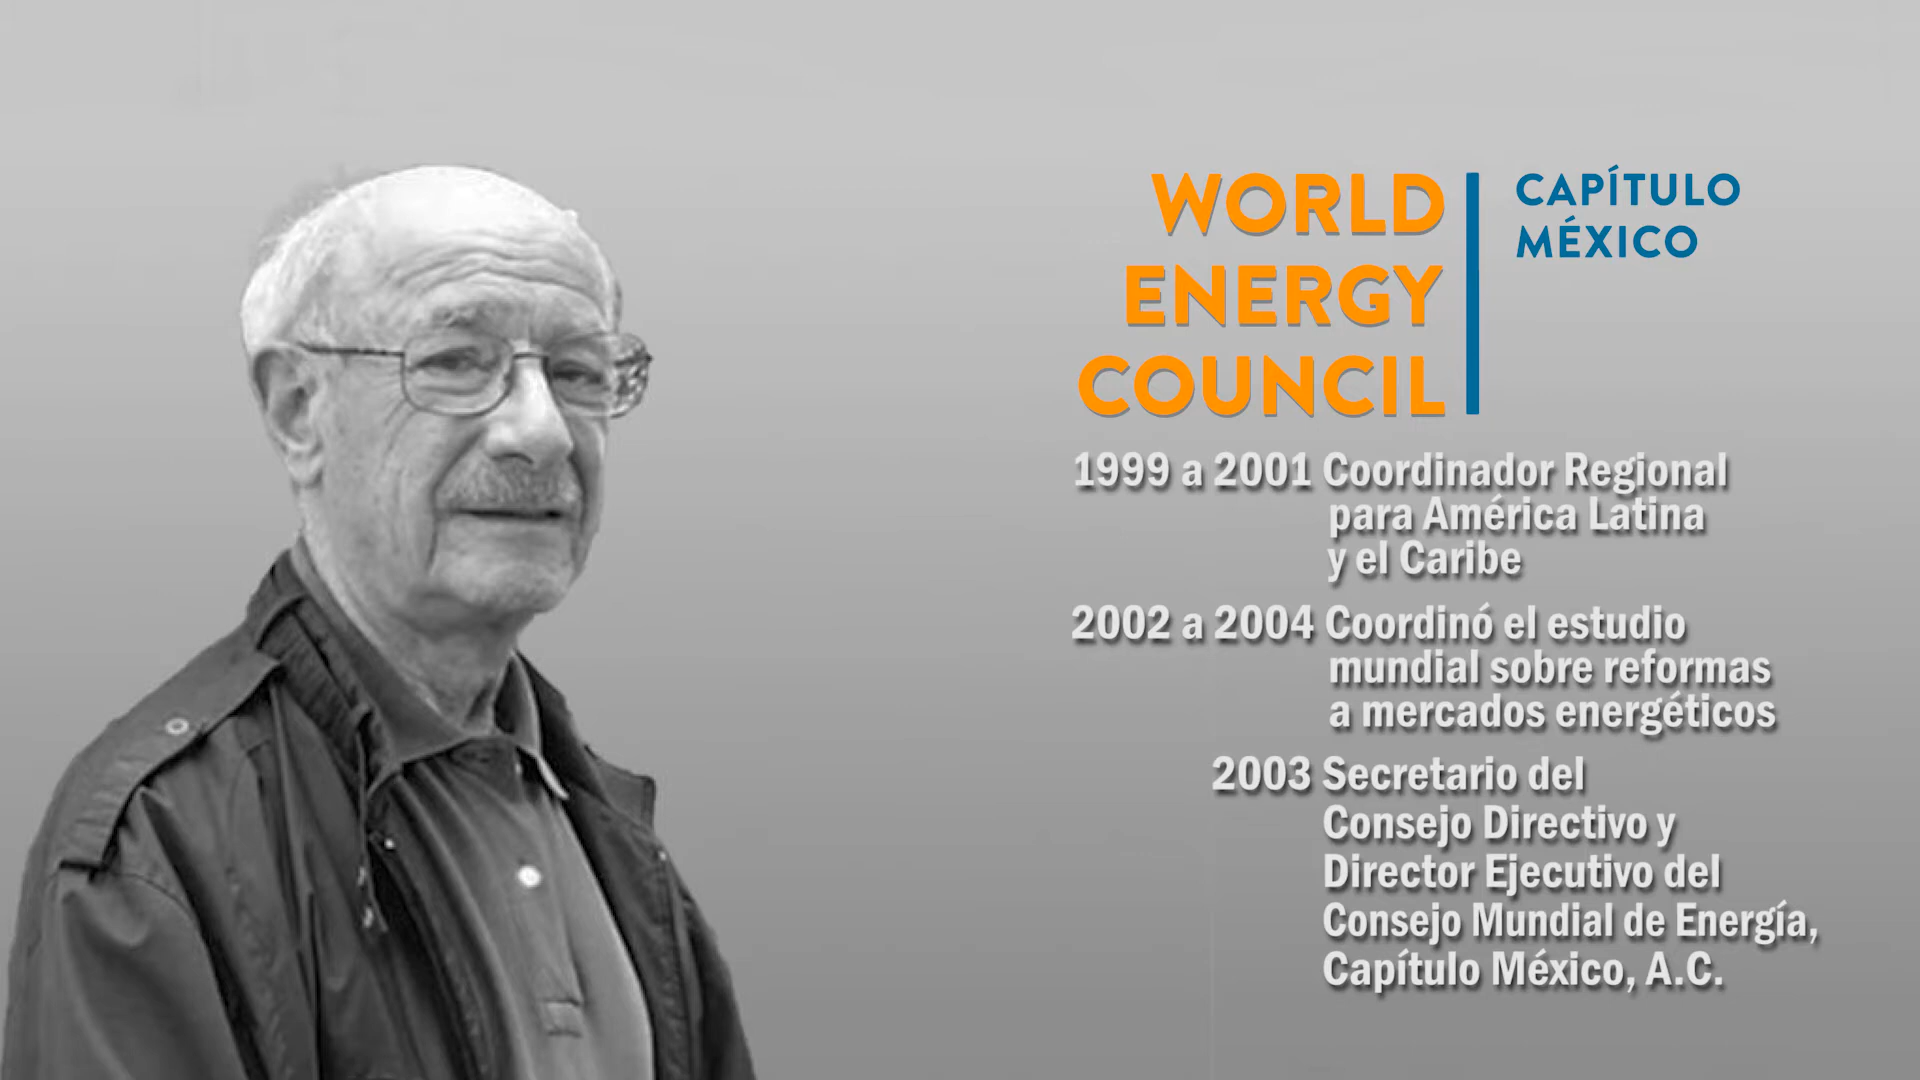 WORLD
ENERGY
COUNCIL
CAPÍTULO
MÉXICO
1999 a 2001 Coordinador Regional
para América Latina
y el Caribe
2002 a 2004 Coordinó el estudio
mundial sobre reformas
a mercados energéticos
2003 Secretario del
Consejo Directivo y
Director Ejecutivo del
Consejo Mundial de Energía,
Capítulo México, A.C.